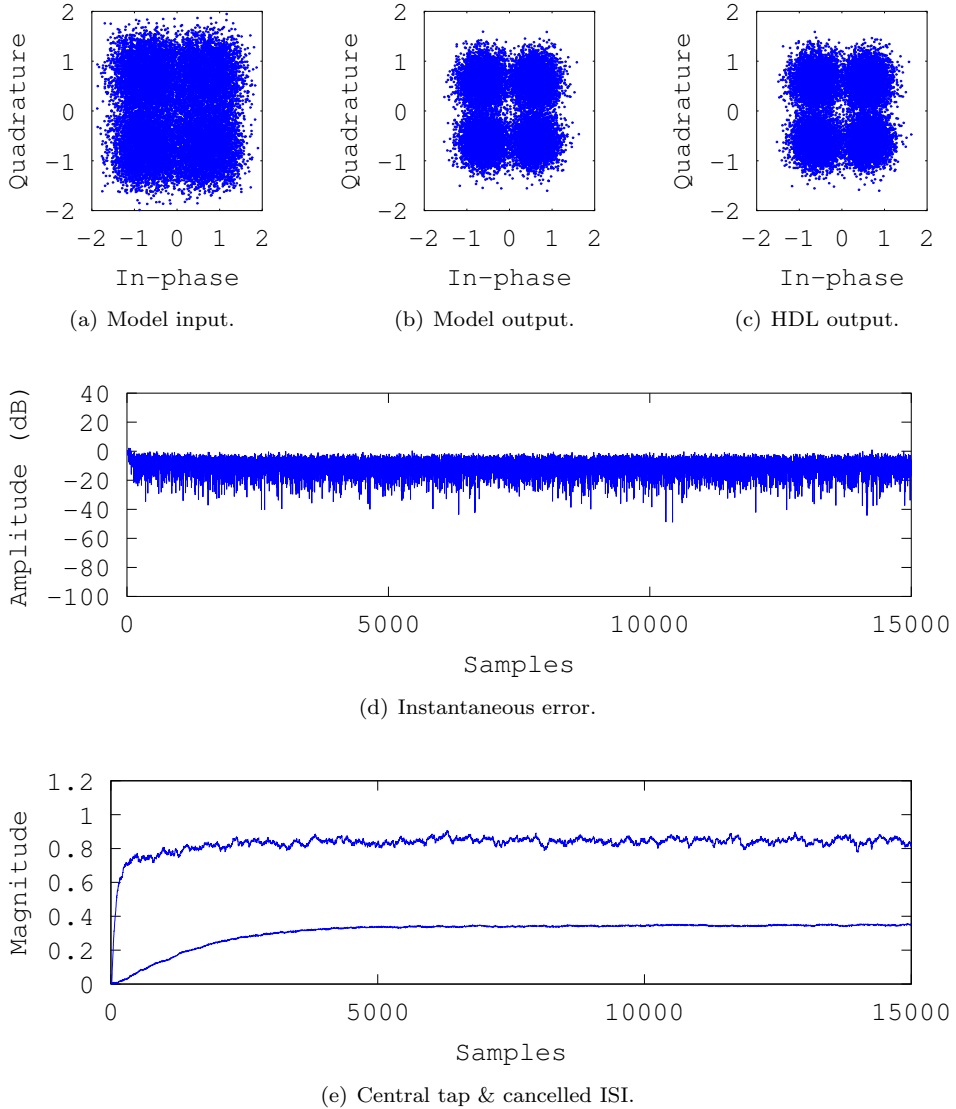 2
1
0
−1
−2
Quadrature
−2 −1 0 1 2
In−phase
(a) Model input.
2
1
0
−1
−2
Quadrature
−2 −1 0 1 2
In−phase
(b) Model output.
2
1
0
−1
−2
Quadrature
−2 −1 0 1 2
In−phase
(c) HDL output.
40
20
0
−20
−40
−60
−80
−100
Amplitude (dB)
0 5000 10000 15000
Samples
(d) Instantaneous error.
1.2
1
0.8
0.6
0.4
0.2
0
Magnitude
0 5000 10000 15000
Samples
(e) Central tap & cancelled ISI.